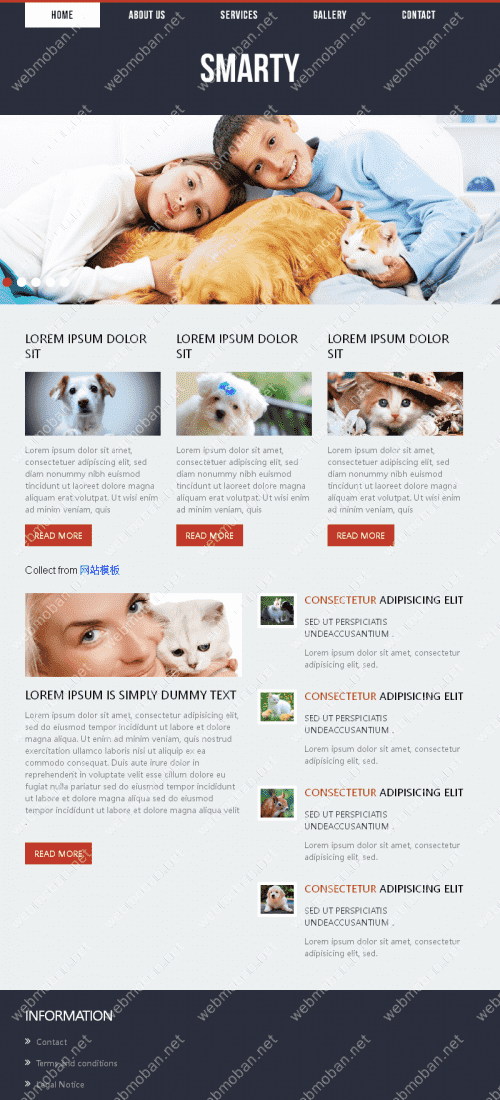 HOME ABOUT US SERVICES GALLERY CONTACT
SMARTY
LOREM IPSUM DOLOR
SIT
Lorem ipsum dolor sit amet,
consectetuer adipiscing elit, sed
diam nonummy nibh euismod
tincidunt ut laoreet dolore magna
aliquam erat volutpat. Ut wisi enim
ad minim veniam, quis
READ MORE
LOREM IPSUM DOLOR
SIT
Lorem ipsum dolor sit amet,
consectetuer adipiscing elit, sed
diam nonummy nibh euismod
tincidunt ut laoreet dolore magna
aliquam erat volutpat. Ut wisi enim
ad minim veniam, quis
READ MORE
LOREM IPSUM DOLOR
SIT
Lorem ipsum dolor sit amet,
consectetuer adipiscing elit, sed
diam nonummy nibh euismod
tincidunt ut laoreet dolore magna
aliquam erat volutpat. Ut wisi enim
ad minim veniam, quis
READ MORE
Collect from 网站模板
LOREM IPSUM IS SIMPLY DUMMY TEXT
Lorem ipsum dolor sit amet, consectetur adipisicing elit,
sed do eiusmod tempor incididunt ut labore et dolore
magna aliqua. Ut enim ad minim veniam, quis nostrud
exercitation ullamco laboris nisi ut aliquip ex ea
commodo consequat. Duis aute irure dolor in
reprehenderit in voluptate velit esse cillum dolore eu
fugiat nulla pariatur sed do eiusmod tempor incididunt
ut labore et dolore magna aliqua sed do eiusmod
tempor incididunt ut labore et dolore magna aliqua velit
READ MORE
CONSECTETUR ADIPISICING ELIT
SED UT PERSPICIATIS
UNDEACCUSANTIUM .
Lorem ipsum dolor sit amet, consectetur
adipisicing elit, sed.
CONSECTETUR ADIPISICING ELIT
SED UT PERSPICIATIS
UNDEACCUSANTIUM .
Lorem ipsum dolor sit amet, consectetur
adipisicing elit, sed.
CONSECTETUR ADIPISICING ELIT
SED UT PERSPICIATIS
UNDEACCUSANTIUM .
Lorem ipsum dolor sit amet, consectetur
adipisicing elit, sed.
CONSECTETUR ADIPISICING ELIT
SED UT PERSPICIATIS
UNDEACCUSANTIUM .
Lorem ipsum dolor sit amet, consectetur
adipisicing elit, sed.
INFORMATION
Contact
Terms and conditions
Legal Notice
webmoban.net